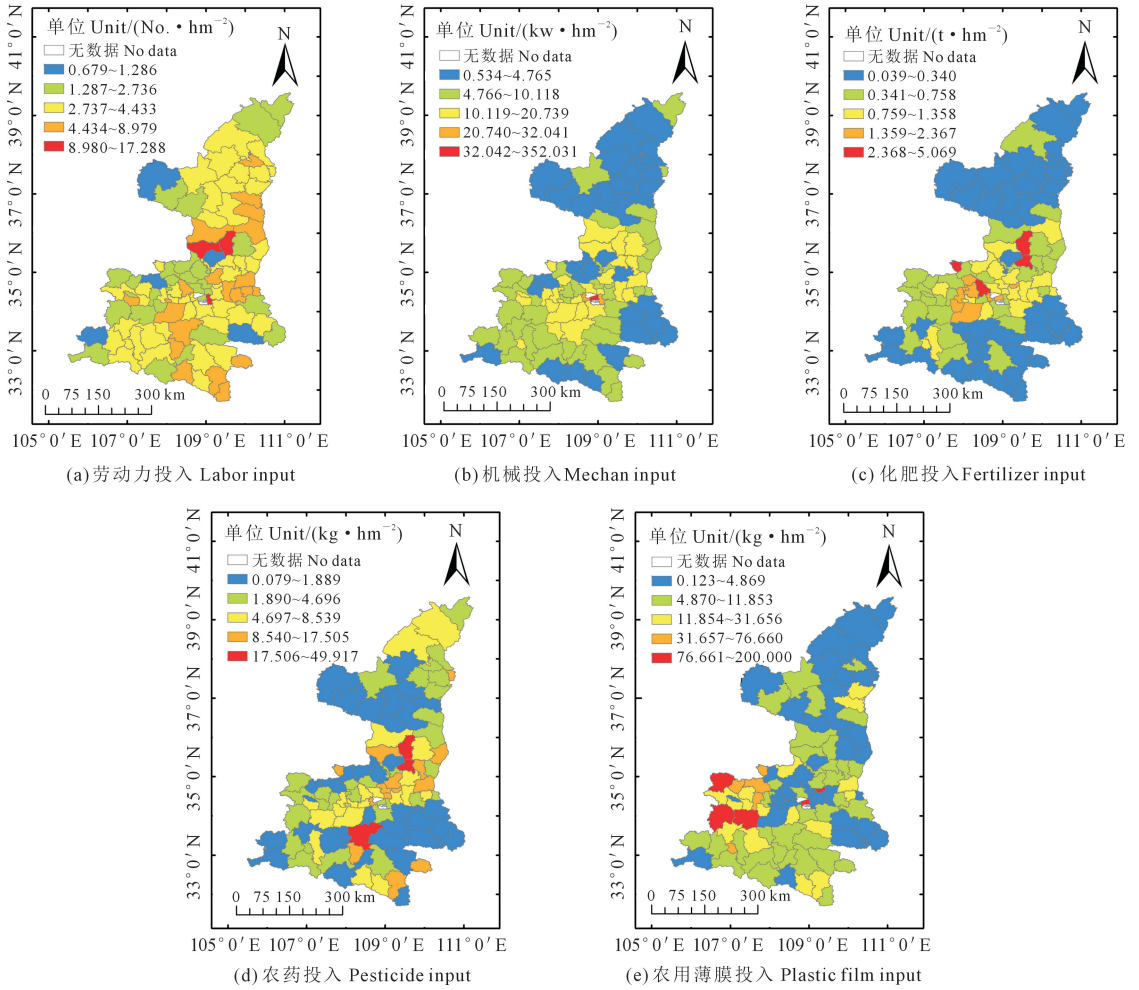 单位 Unit/(No.·hm⁻²)
无数据 No data
0.679~1.286
1.287~2.736
2.737~4.433
4.434~8.979
8.980~17.288
N
41°0′N
39°0′N
37°0′N
35°0′N
33°0′N
0 75 150 300 km
105°0′E 107°0′E 109°0′E 111°0′E
(a)劳动力投入 Labor input
单位 Unit/(kw·hm⁻²)
无数据 No data
0.534~4.765
4.766~10.118
10.119~20.739
20.740~32.041
32.042~352.031
N
41°0′N
39°0′N
37°0′N
35°0′N
33°0′N
0 75 150 300 km
105°0′E 107°0′E 109°0′E 111°0′E
(b)机械投入Mechan input
单位 Unit/(t·hm⁻²)
无数据 No data
0.039~0.340
0.341~0.758
0.759~1.358
1.359~2.367
2.368~5.069
N
41°0′N
39°0′N
37°0′N
35°0′N
33°0′N
0 75 150 300 km
105°0′E 107°0′E 109°0′E 111°0′E
(c)化肥投入Fertilizer input
单位 Unit/(kg·hm⁻²)
无数据 No data
0.079~1.889
1.890~4.696
4.697~8.539
8.540~17.505
17.506~49.917
N
41°0′N
39°0′N
37°0′N
35°0′N
33°0′N
0 75 150 300 km
105°0′E 107°0′E 109°0′E 111°0′E
(d)农药投入 Pesticide input
单位 Unit/(kg·hm⁻²)
无数据 No data
0.123~4.869
4.870~11.853
11.854~31.656
31.657~76.660
76.661~200.000
N
41°0′N
39°0′N
37°0′N
35°0′N
33°0′N
0 75 150 300 km
105°0′E 107°0′E 109°0′E 111°0′E
(e)农用薄膜投入 Plastic film input